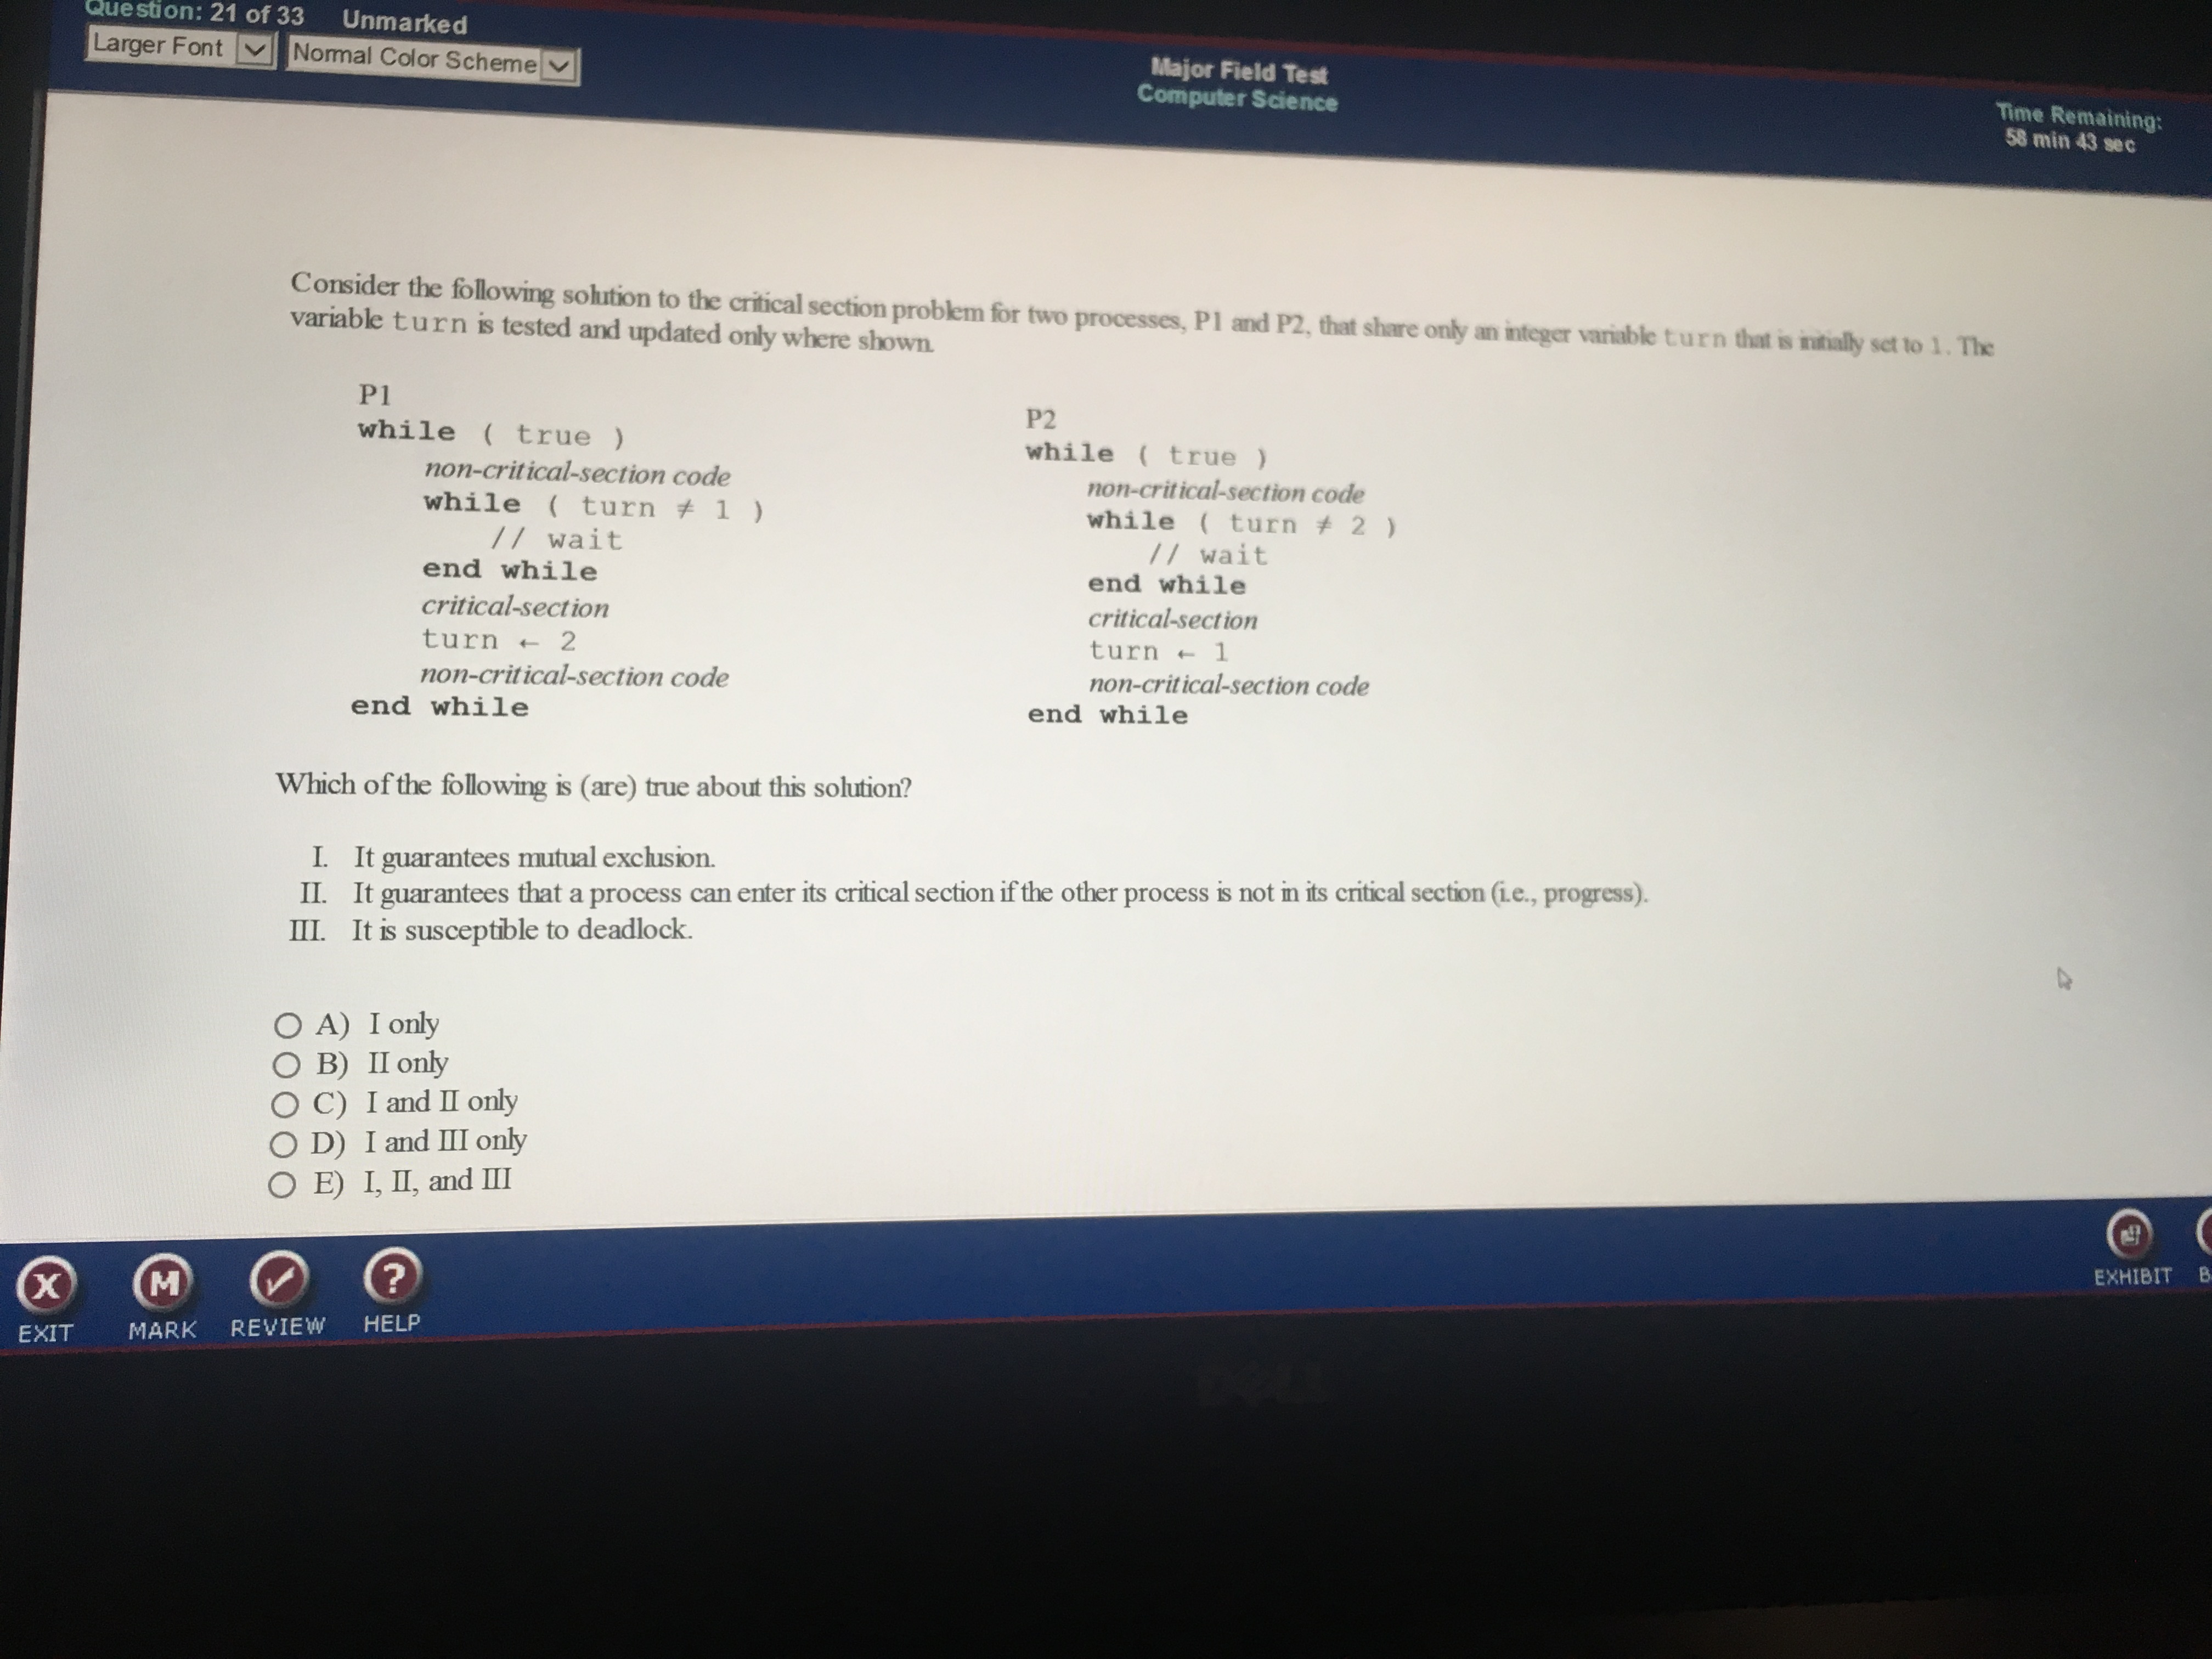 Question: 21 of 33 Unmarked
Larger Font Normal Color Scheme
Major Field Test
Computer Science
Time Remaining:
58 min 43 sec
Consider the following solution to the critical section problem for two processes, P1 and P2, that share only an integer variable turn that is initially set to 1. The
variable turn is tested and updated only where shown.
P1
while ( true )
non-critical-section code
while ( turn ≠ 1 )
// wait
end while
critical-section
turn ← 2
non-critical-section code
end while
P2
while ( true )
non-critical-section code
while ( turn ≠ 2 )
// wait
end while
critical-section
turn ← 1
non-critical-section code
end while
Which of the following is (are) true about this solution?
I. It guarantees mutual exclusion.
II. It guarantees that a process can enter its critical section if the other process is not in its critical section (i.e., progress).
III. It is susceptible to deadlock.
A) I only
B) II only
C) I and II only
D) I and III only
E) I, II, and III
X M ?
EXIT MARK REVIEW HELP
EXHIBIT
DELL